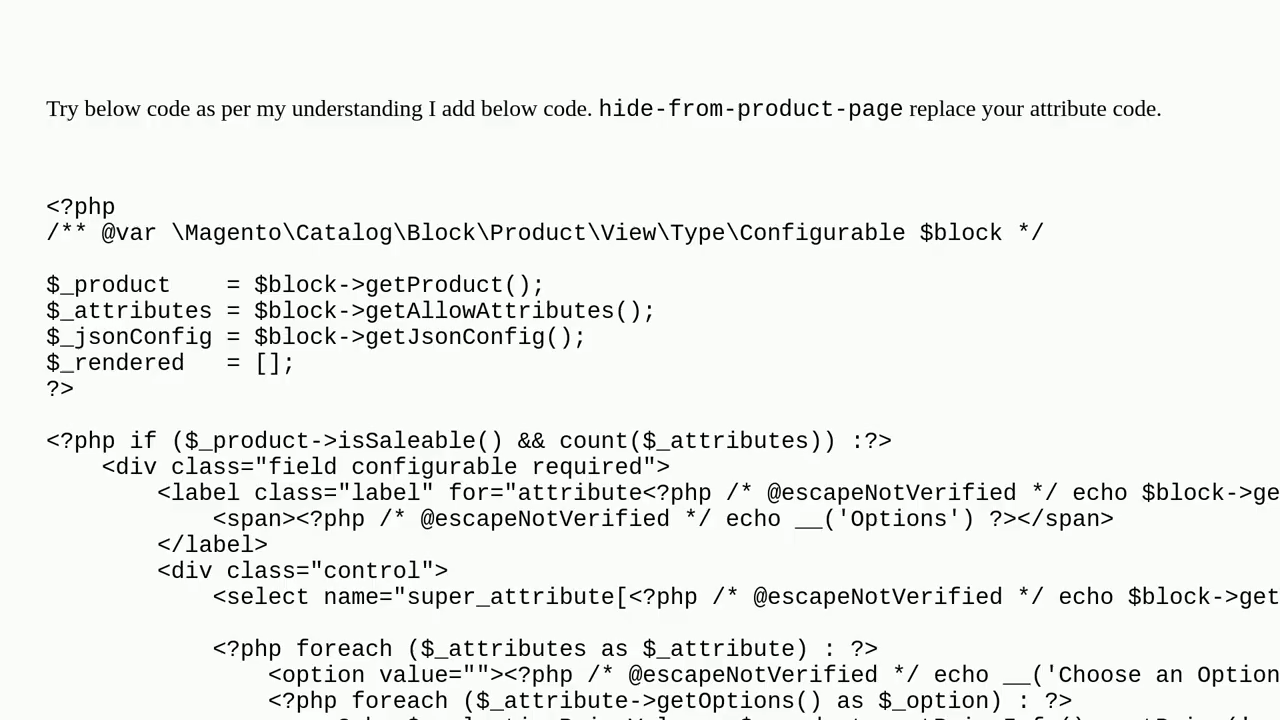 Try below code as per my understanding I add below code. hide-from-product-page replace your attribute code.
<?php
/** @var \Magento\Catalog\Block\Product\View\Type\Configurable $block */
$_product    = $block->getProduct();
$_attributes = $block->getAllowAttributes();
$_jsonConfig = $block->getJsonConfig();
$_rendered   = [];
?>
<?php if ($_product->isSaleable() && count($_attributes)) :?>
    <div class="field configurable required">
        <label class="label" for="attribute<?php /* @escapeNotVerified */ echo $block->ge
            <span><?php /* @escapeNotVerified */ echo __('Options') ?></span>
        </label>
        <div class="control">
            <select name="super_attribute[<?php /* @escapeNotVerified */ echo $block->get
            <?php foreach ($_attributes as $_attribute) : ?>
                <option value=""><?php /* @escapeNotVerified */ echo __('Choose an Option
                <?php foreach ($_attribute->getOptions() as $_option) : ?>